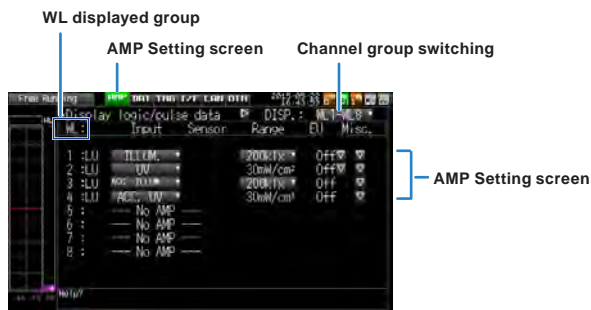 WL displayed group
AMP Setting screen
Channel group switching
Free Running
AMP DAT TRG I/F CAN OTH
Display logic/pulse data DISP.: WL1-WL8
WL: Input Sensor Range EU Misc.
1 :LU ILLUM. 200klx Off
2 :LU UV 30mW/cm² Off
3 :LU ACC. ILLUM 200klx Off
4 :LU ACC. UV 30mW/cm² Off
5 : --- No AMP ---
6 : --- No AMP ---
7 : --- No AMP ---
8 : --- No AMP ---
AMP Setting screen
Help?